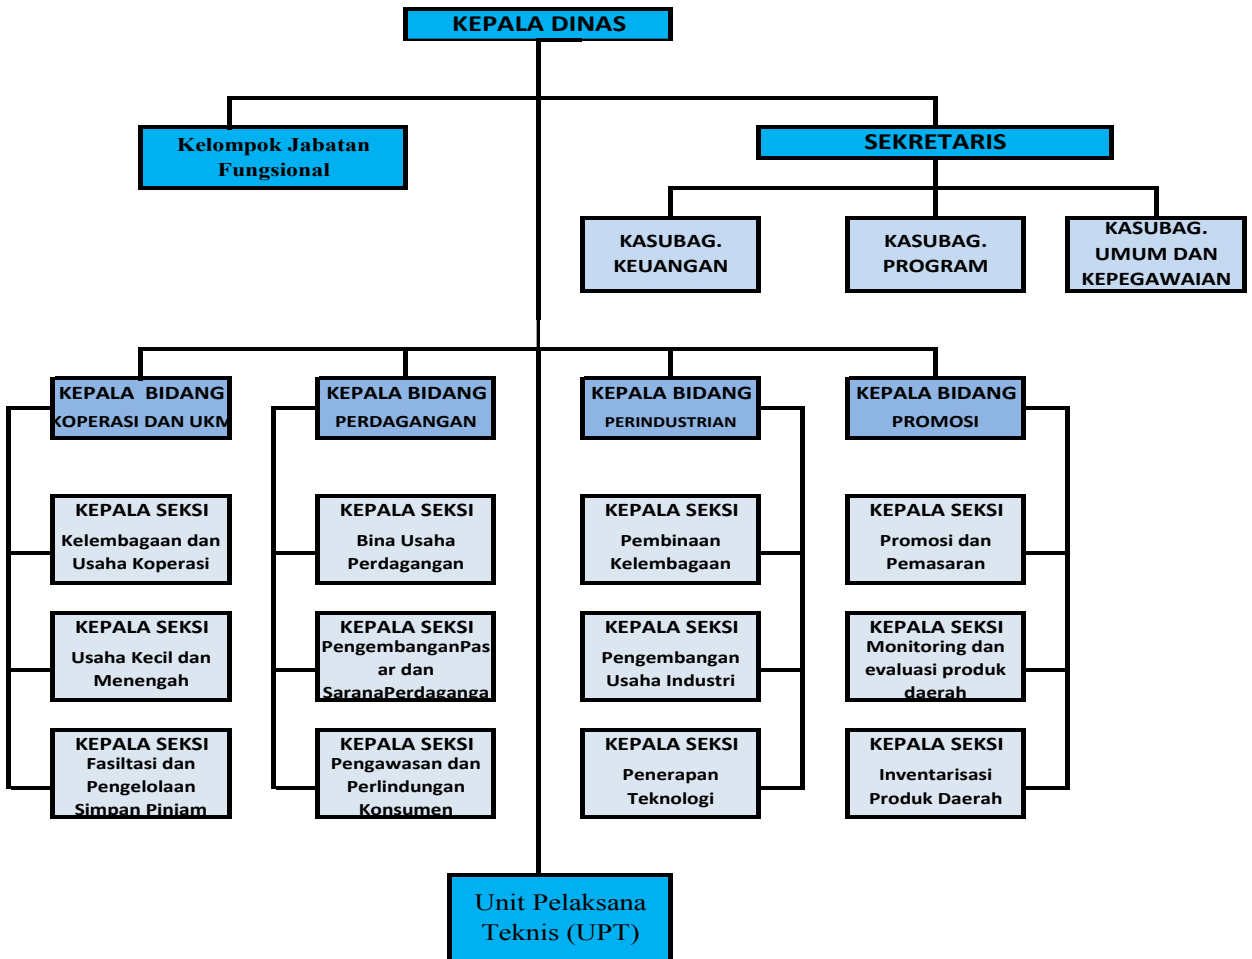 KEPALA DINAS
Kelompok Jabatan
Fungsional
SEKRETARIS
KASUBAG.
KEUANGAN
KASUBAG.
PROGRAM
KASUBAG.
UMUM DAN
KEPEGAWAIAN
KEPALA BIDANG
KOPERASI DAN UKM
KEPALA BIDANG
PERDAGANGAN
KEPALA BIDANG
PERINDUSTRIAN
KEPALA BIDANG
PROMOSI
KEPALA SEKSI
Kelembagaan dan
Usaha Koperasi
KEPALA SEKSI
Bina Usaha
Perdagangan
KEPALA SEKSI
Pembinaan
Kelembagaan
KEPALA SEKSI
Promosi dan
Pemasaran
KEPALA SEKSI
Usaha Kecil dan
Menengah
KEPALA SEKSI
PengembanganPas
ar dan
SaranaPerdaganga
KEPALA SEKSI
Pengembangan
Usaha Industri
KEPALA SEKSI
Monitoring dan
evaluasi produk
daerah
KEPALA SEKSI
Fasiltasi dan
Pengelolaan
Simpan Pinjam
KEPALA SEKSI
Pengawasan dan
Perlindungan
Konsumen
KEPALA SEKSI
Penerapan
Teknologi
KEPALA SEKSI
Inventarisasi
Produk Daerah
Unit Pelaksana
Teknis (UPT)